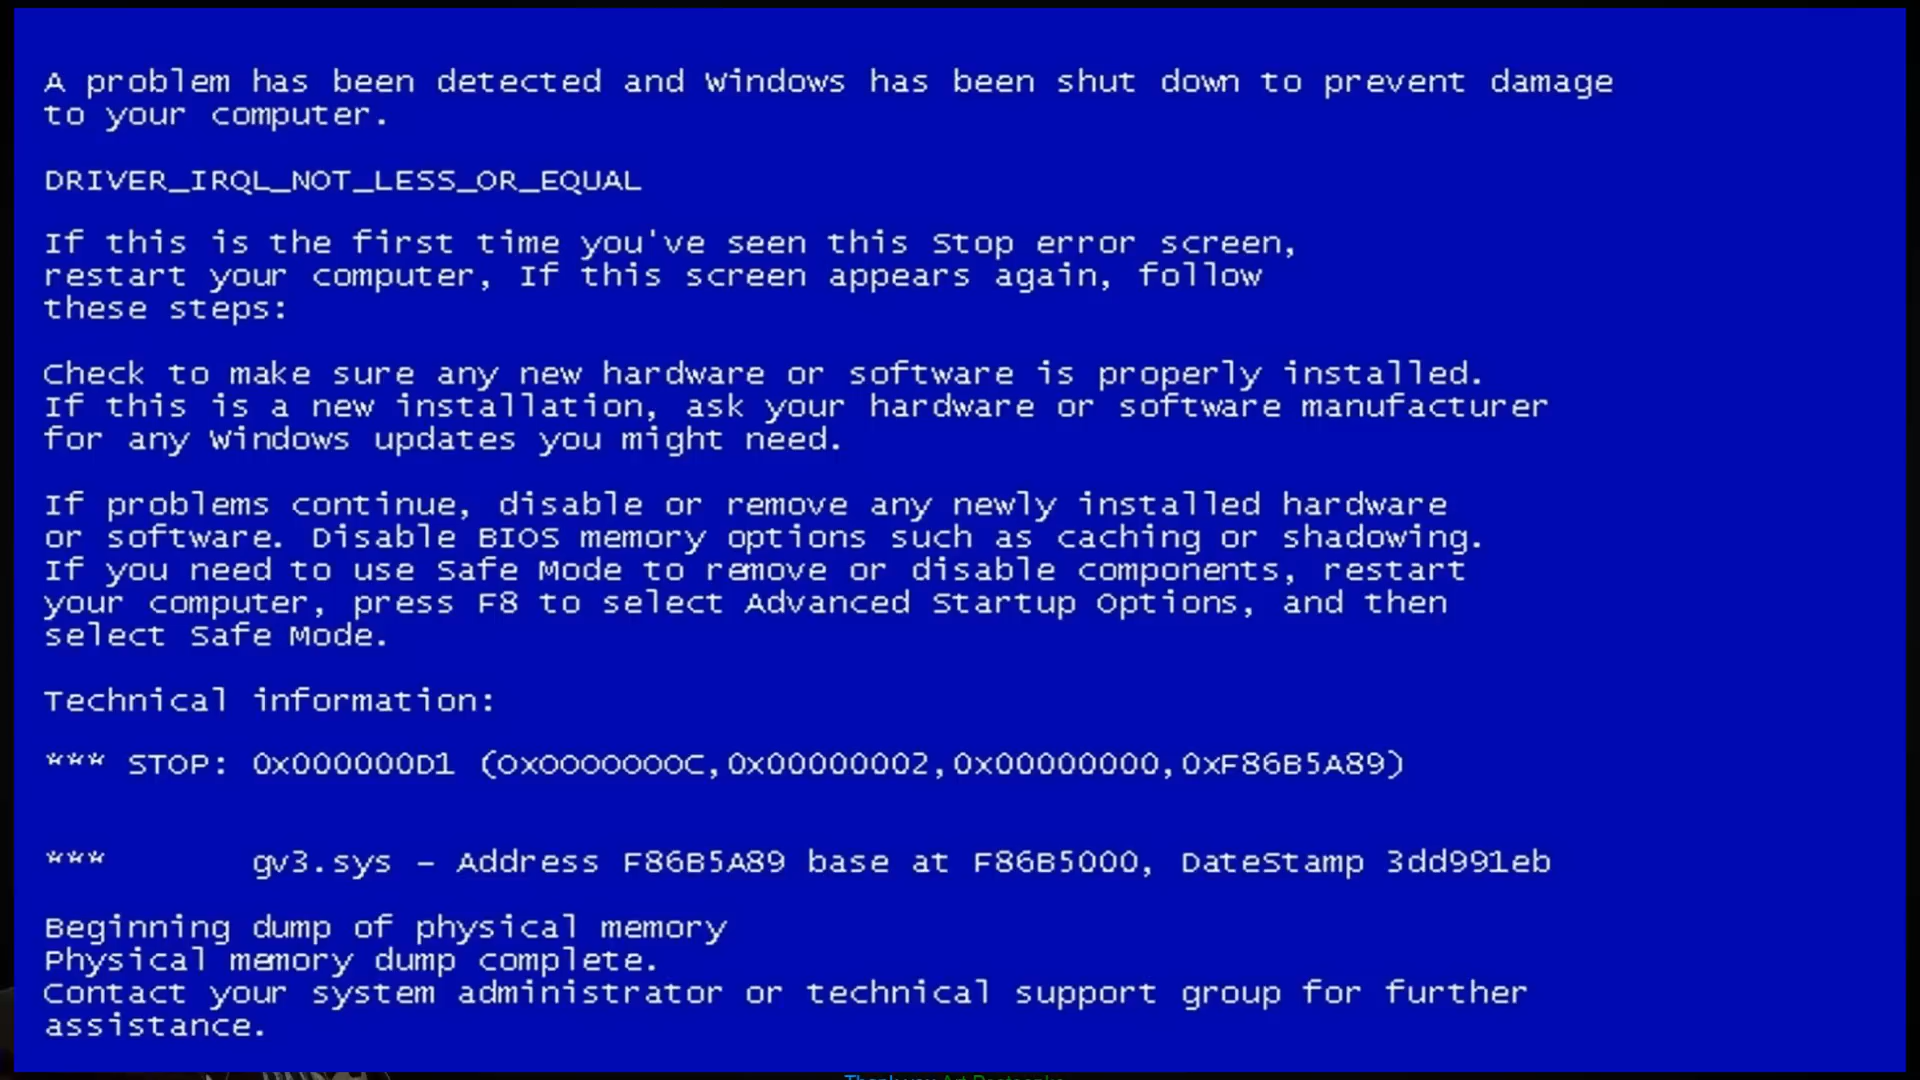 A problem has been detected and Windows has been shut down to prevent damage
to your computer.
DRIVER_IRQL_NOT_LESS_OR_EQUAL
If this is the first time you've seen this Stop error screen,
restart your computer, If this screen appears again, follow
these steps:
Check to make sure any new hardware or software is properly installed.
If this is a new installation, ask your hardware or software manufacturer
for any Windows updates you might need.
If problems continue, disable or remove any newly installed hardware
or software. Disable BIOS memory options such as caching or shadowing.
If you need to use Safe Mode to remove or disable components, restart
your computer, press F8 to select Advanced Startup Options, and then
select Safe Mode.
Technical information:
*** STOP: 0x000000D1 (0x0000000C,0x00000002,0x00000000,0xF86B5A89)
*** gv3.sys – Address F86B5A89 base at F86B5000, DateStamp 3dd991eb
Beginning dump of physical memory
Physical memory dump complete.
Contact your system administrator or technical support group for further
assistance.